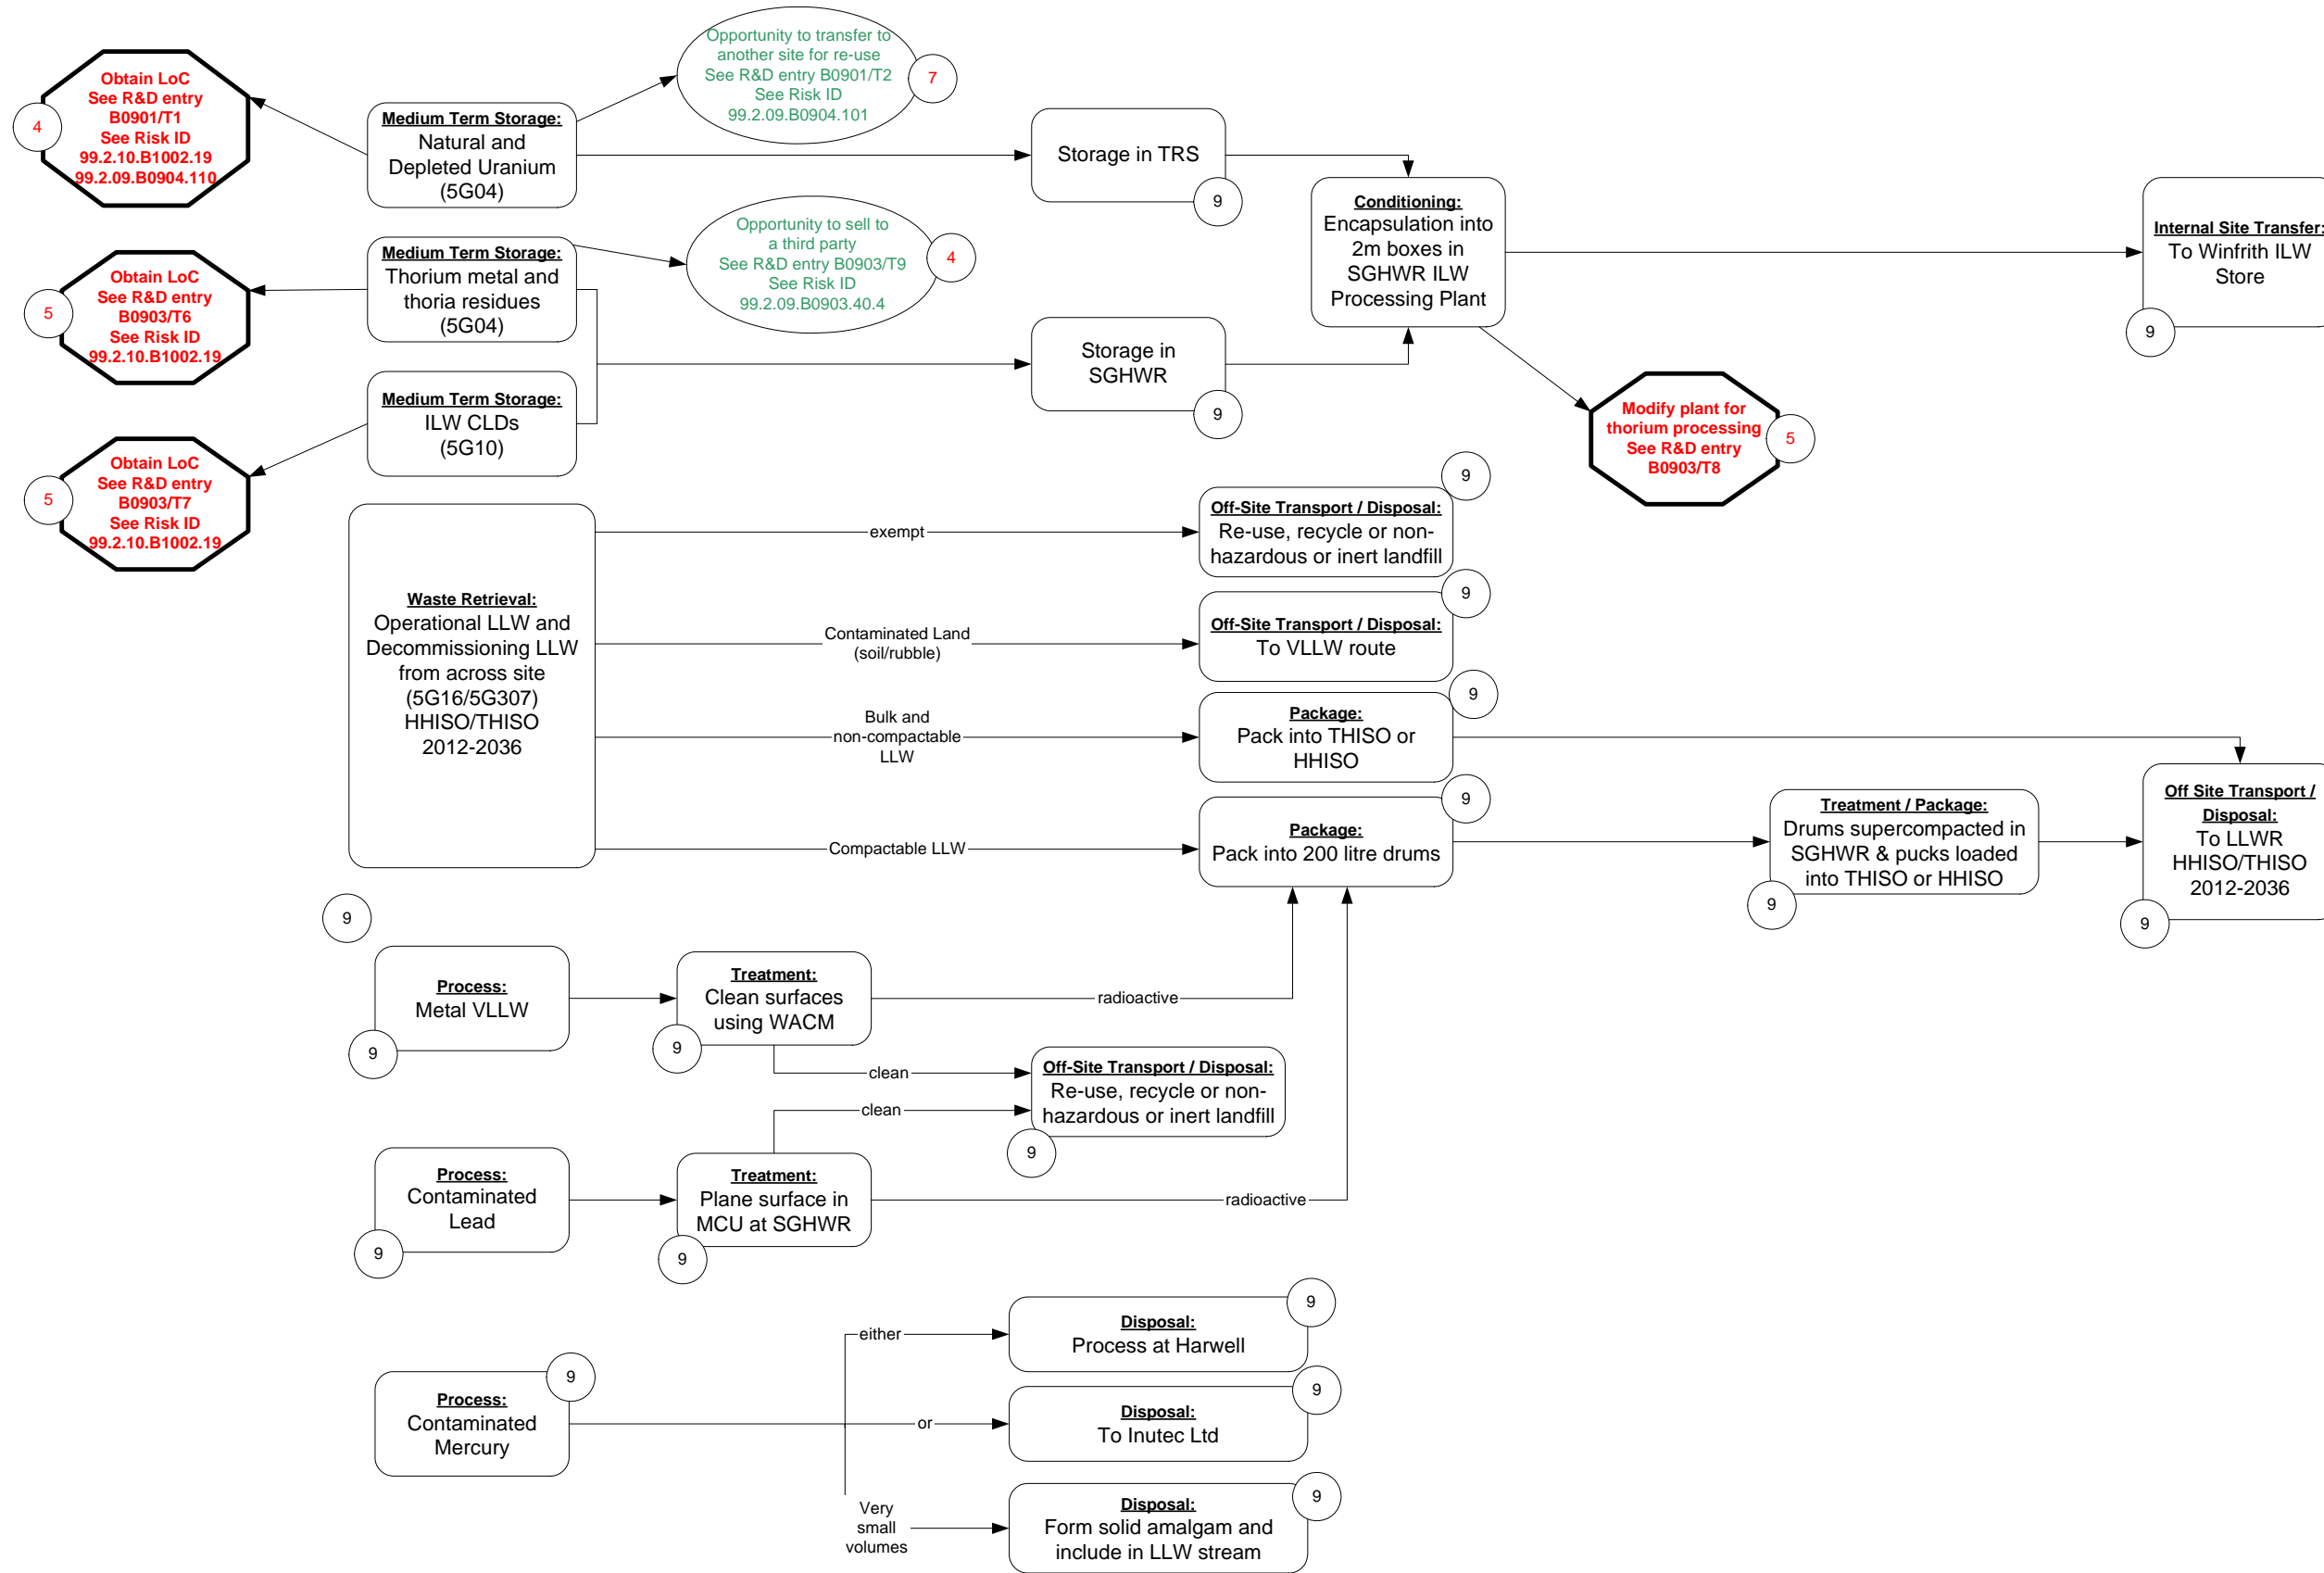 Obtain LoC
See R&D entry
B0901/T1
See Risk ID
99.2.10.B1002.19
99.2.09.B0904.110
4
Medium Term Storage:
Natural and
Depleted Uranium
(5G04)
Opportunity to transfer to
another site for re-use
See R&D entry B0901/T2
See Risk ID
99.2.09.B0904.101
7
Storage in TRS
9
Conditioning:
Encapsulation into
2m boxes in
SGHWR ILW
Processing Plant
Internal Site Transfer:
To Winfrith ILW
Store
9
Obtain LoC
See R&D entry
B0903/T6
See Risk ID
99.2.10.B1002.19
5
Medium Term Storage:
Thorium metal and
thoria residues
(5G04)
Opportunity to sell to
a third party
See R&D entry B0903/T9
See Risk ID
99.2.09.B0903.40.4
4
Storage in
SGHWR
9
Modify plant for
thorium processing
See R&D entry
B0903/T8
5
Obtain LoC
See R&D entry
B0903/T7
See Risk ID
99.2.10.B1002.19
5
Medium Term Storage:
ILW CLDs
(5G10)
Waste Retrieval:
Operational LLW and
Decommissioning LLW
from across site
(5G16/5G307)
HHISO/THISO
2012-2036
9
exempt
Off-Site Transport / Disposal:
Re-use, recycle or non-
hazardous or inert landfill
9
Contaminated Land
(soil/rubble)
Off-Site Transport / Disposal:
To VLLW route
9
Bulk and
non-compactable
LLW
Package:
Pack into THISO or
HHISO
9
Compactable LLW
Package:
Pack into 200 litre drums
9
Treatment / Package:
Drums supercompacted in
SGHWR & pucks loaded
into THISO or HHISO
9
Off Site Transport /
Disposal:
To LLWR
HHISO/THISO
2012-2036
9
Process:
Metal VLLW
9
Treatment:
Clean surfaces
using WACM
9
radioactive
clean
clean
Off-Site Transport / Disposal:
Re-use, recycle or non-
hazardous or inert landfill
9
Process:
Contaminated
Lead
9
Treatment:
Plane surface in
MCU at SGHWR
9
radioactive
Process:
Contaminated
Mercury
9
either
Disposal:
Process at Harwell
9
or
Disposal:
To Inutec Ltd
9
Very
small
volumes
Disposal:
Form solid amalgam and
include in LLW stream
9